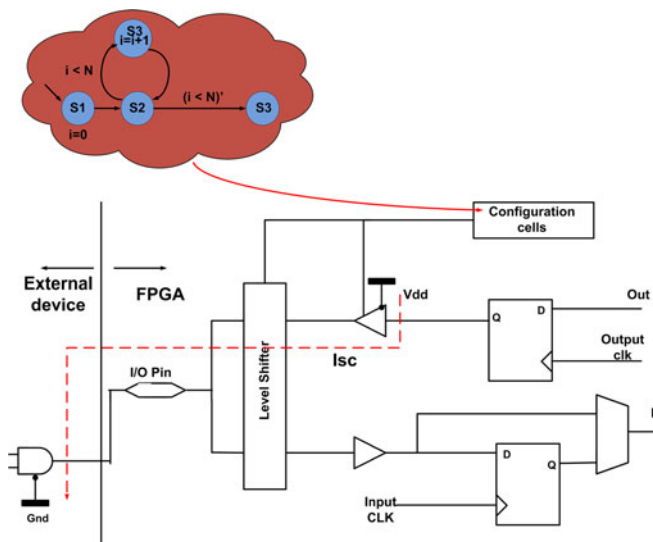 S3
i=i+1
i < N
S1
S2
(i < N)'
S3
i=0
Configuration
cells
External
device
FPGA
Vdd
Out
Q
D
Output
clk
Isc
I/O Pin
Level Shifter
D
Q
Gnd
Input
CLK